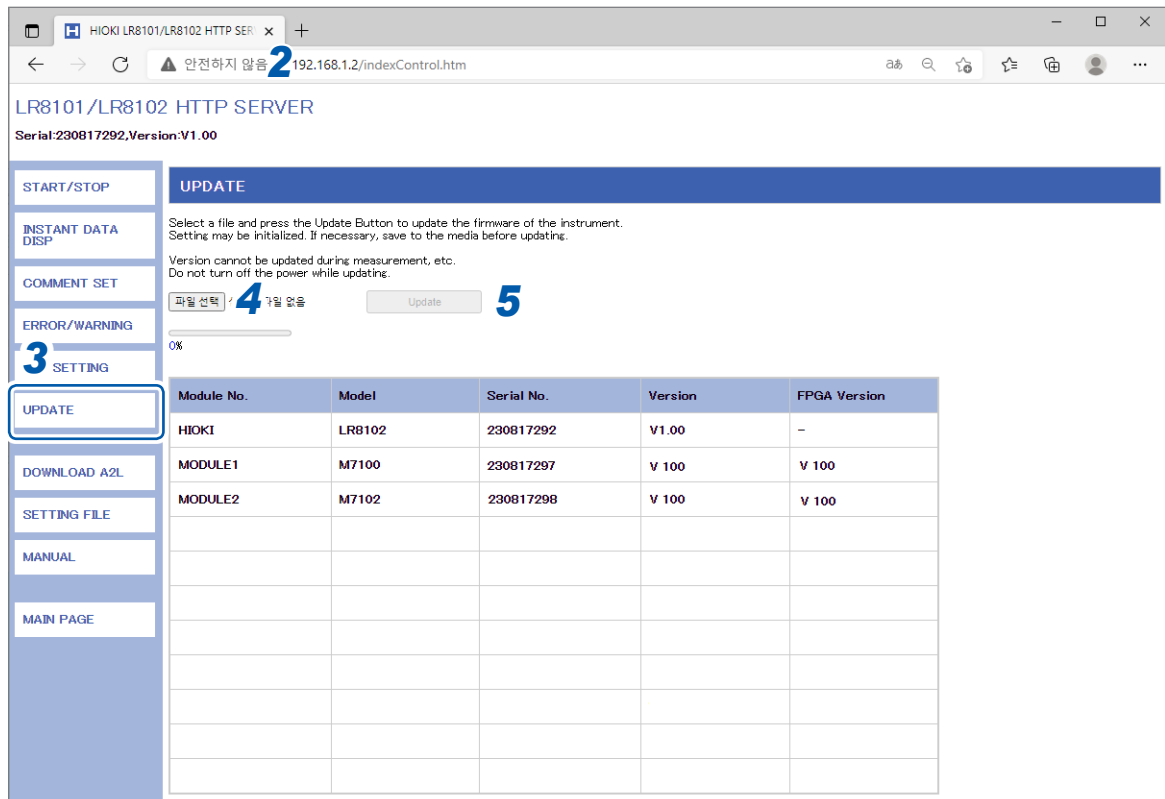 HIOKI LR8101/LR8102 HTTP SER
안전하지 않음 2 192.168.1.2/indexControl.htm
LR8101/LR8102 HTTP SERVER
Serial:230817292,Version:V1.00
START/STOP
INSTANT DATA
DISP
COMMENT SET
ERROR/WARNING
3 SETTING
UPDATE
DOWNLOAD A2L
SETTING FILE
MANUAL
MAIN PAGE
UPDATE
Select a file and press the Update Button to update the firmware of the instrument.
Setting may be initialized. If necessary, save to the media before updating.
Version cannot be updated during measurement, etc.
Do not turn off the power while updating.
파일 선택 4 없음 Update 5
0%
Module No. Model Serial No. Version FPGA Version
HIOKI LR8102 230817292 V1.00 –
MODULE1 M7100 230817297 V 100 V 100
MODULE2 M7102 230817298 V 100 V 100